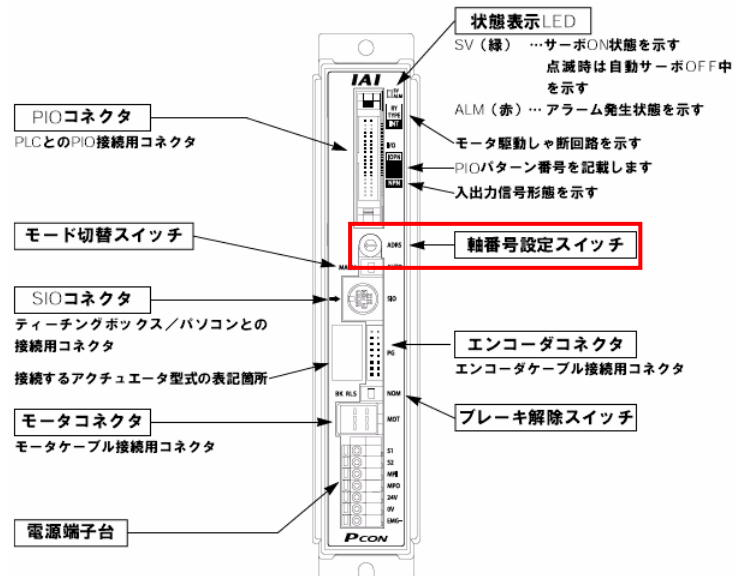 状態表示LED
SV（緑） …サーボON状態を示す
点滅時は自動サーボOFF中
を示す
ALM（赤）… アラーム発生状態を示す
IAI
SV
ALM
PIOコネクタ
PLCとのPIO接続用コネクタ
RY
TYPE
INT
モータ駆動しゃ断回路を示す
I/O
PIOパターン番号を記載します
NPN
入出力信号形態を示す
モード切替スイッチ
ADRS
軸番号設定スイッチ
SIOコネクタ
SIO
ティーチングボックス／パソコンとの
接続用コネクタ
エンコーダコネクタ
PG
エンコーダケーブル接続用コネクタ
接続するアクチュエータ型式の表記箇所
BK RLS
NOM
ブレーキ解除スイッチ
モータコネクタ
MOT
モータケーブル接続用コネクタ
S1
S2
MPI
MPO
24V
0V
EMG-
電源端子台
PCON